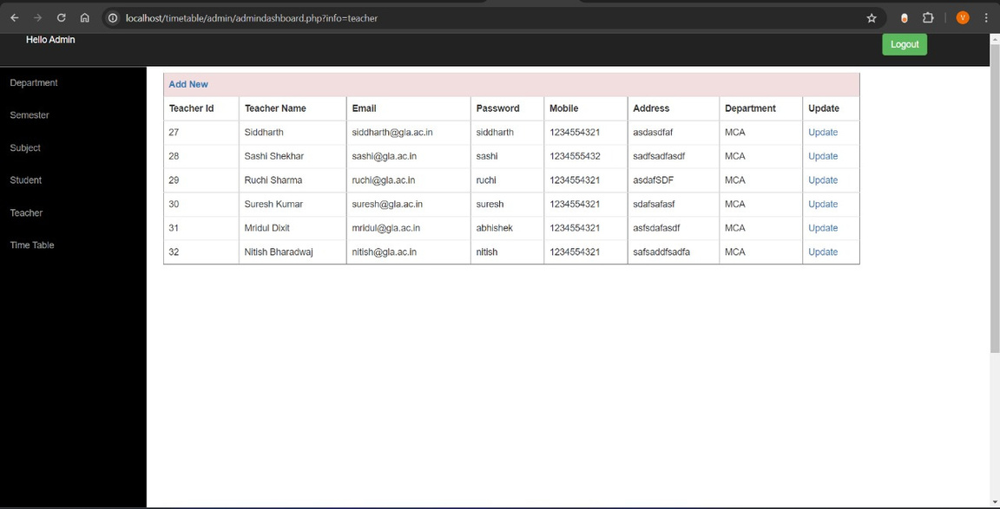 localhost/timetable/admin/admindashboard.php?info=teacher
V
Hello Admin
Logout
Department
Semester
Subject
Student
Teacher
Time Table
Add New
Teacher Id Teacher Name Email Password Mobile Address Department Update
27 Siddharth siddharth@gla.ac.in siddharth 1234554321 asdasdfaf MCA Update
28 Sashi Shekhar sashi@gla.ac.in sashi 1234555432 sadfsadfasdf MCA Update
29 Ruchi Sharma ruchi@gla.ac.in ruchi 1234554321 asdafSDF MCA Update
30 Suresh Kumar suresh@gla.ac.in suresh 1234554321 sdafsafasf MCA Update
31 Mridul Dixit mridul@gla.ac.in abhishek 1234554321 asfsdafasdf MCA Update
32 Nitish Bharadwaj nitish@gla.ac.in nitish 1234554321 safsaddfsadfa MCA Update